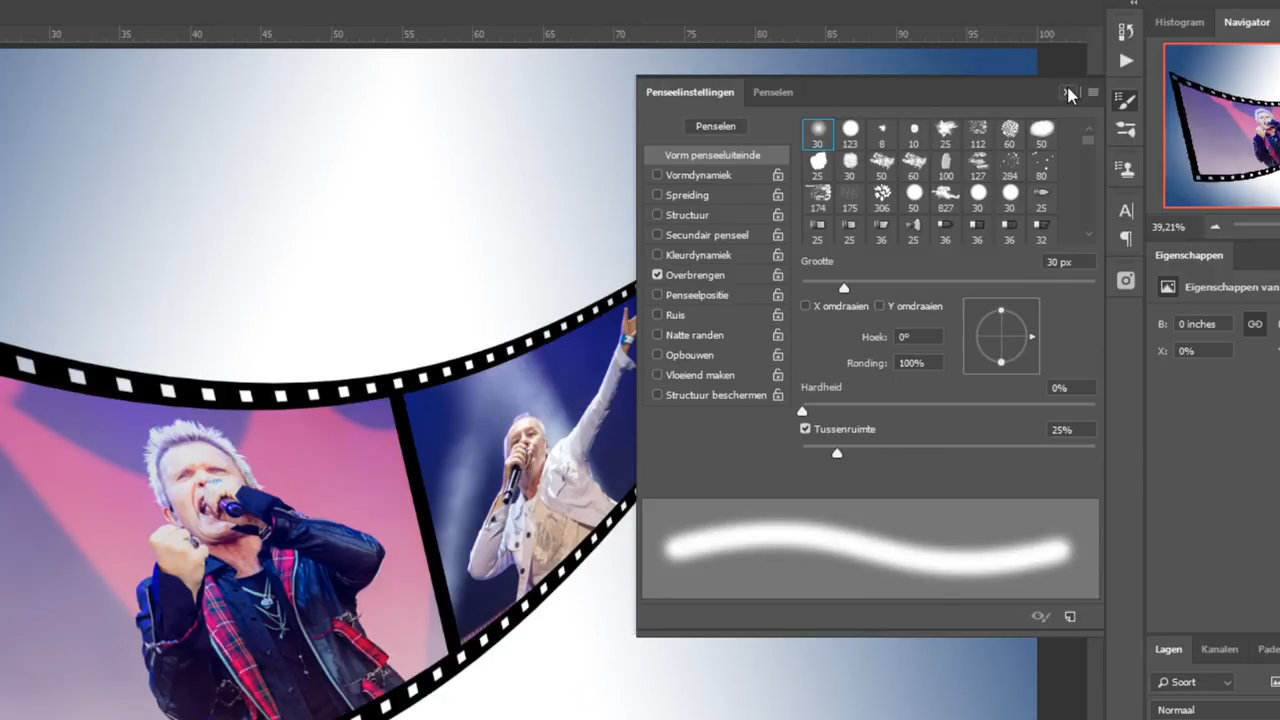 30 35 40 45 50 55 60 65 70 75 80 85 90 95 100
Histogram Navigator
39,21%
Penseelinstellingen Penselen
Penselen
Vorm penseeluiteinde
Vormdynamiek
Spreiding
Structuur
Secundair penseel
Kleurdynamiek
Overbrengen
Penseelpositie
Ruis
Natte randen
Opbouwen
Vloeiend maken
Structuur beschermen
30 123 8 10 25 112 60 50
25 30 50 60 100 127 284 80
174 175 306 50 827 30 30 25
25 25 36 25 36 36 36 32
Grootte 30 px
X omdraaien Y omdraaien
Hoek: 0°
Ronding: 100%
Hardheid 0%
Tussenruimte 25%
Eigenschappen
Eigenschappen van
B: 0 inches
X: 0%
Lagen Kanalen Pade
Soort
Normaal